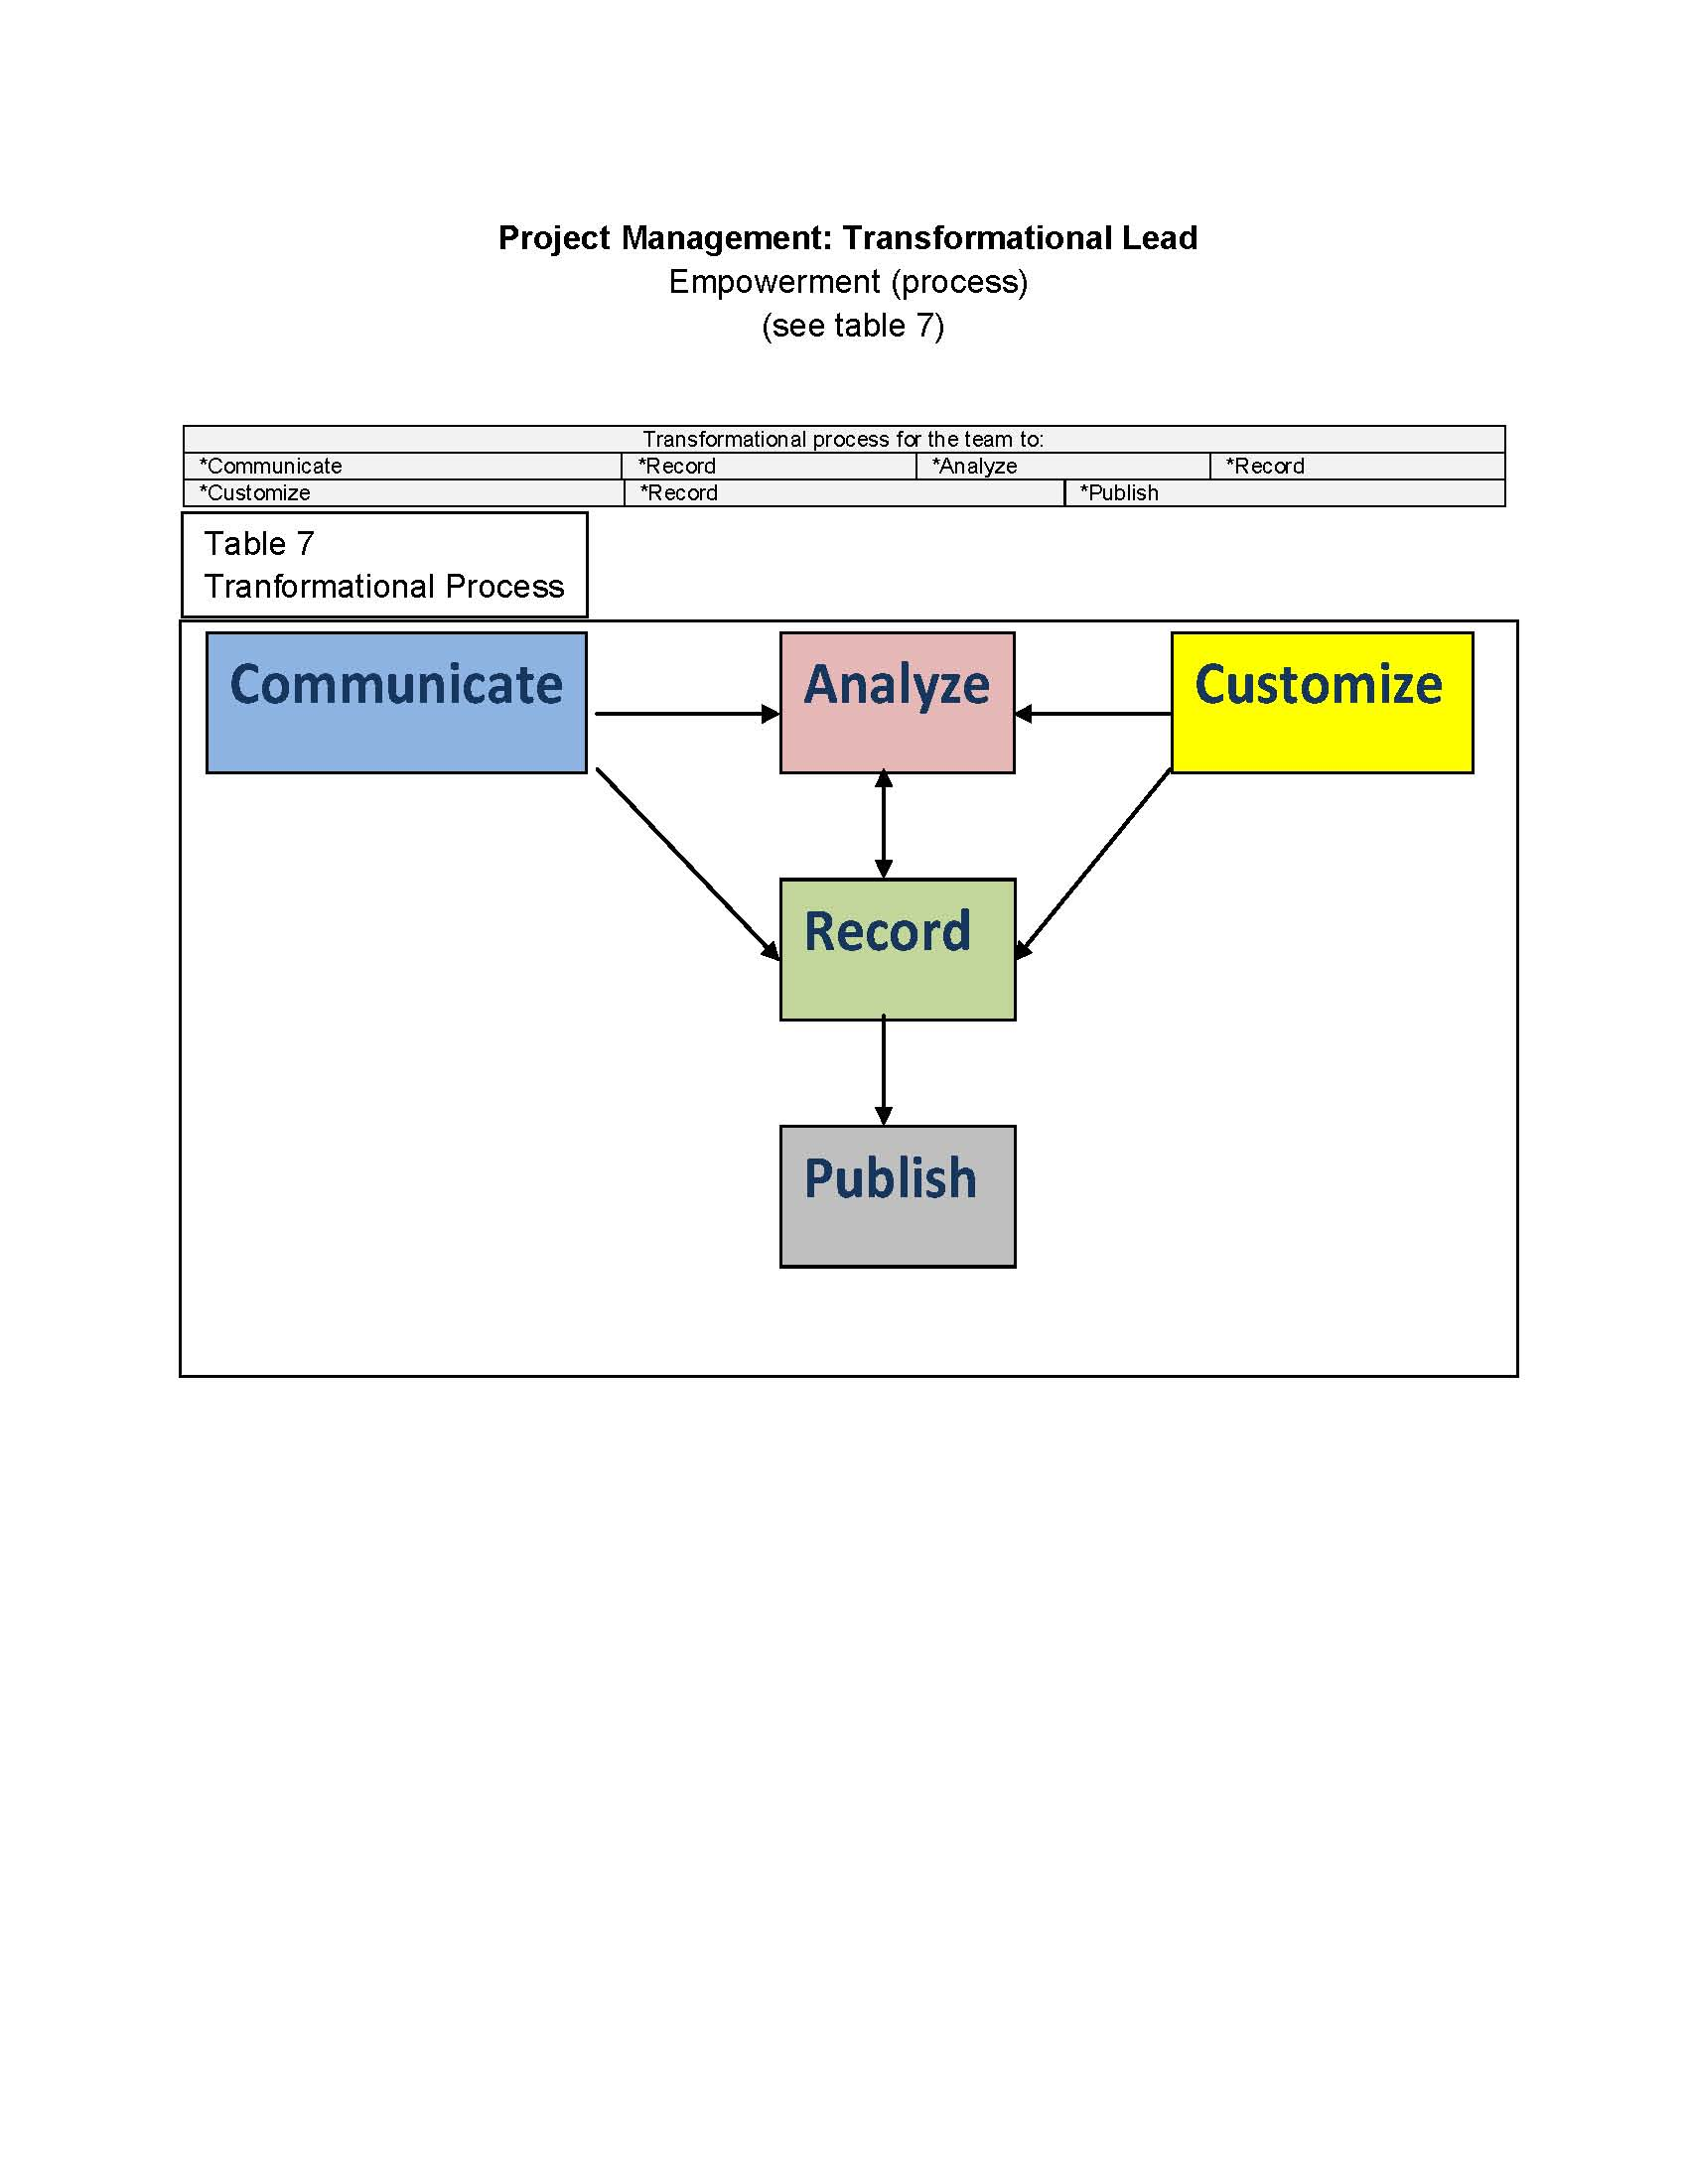 Project Management: Transformational Lead
Empowerment (process)
(see table 7)
Transformational process for the team to:
*Communicate *Record *Analyze *Record
*Customize *Record *Publish
Table 7
Tranformational Process
Communicate Analyze Customize
Record
Publish